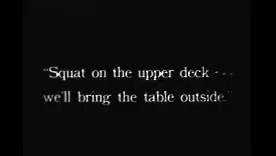 "Squat on the upper deck ---
we'll bring the table outside."